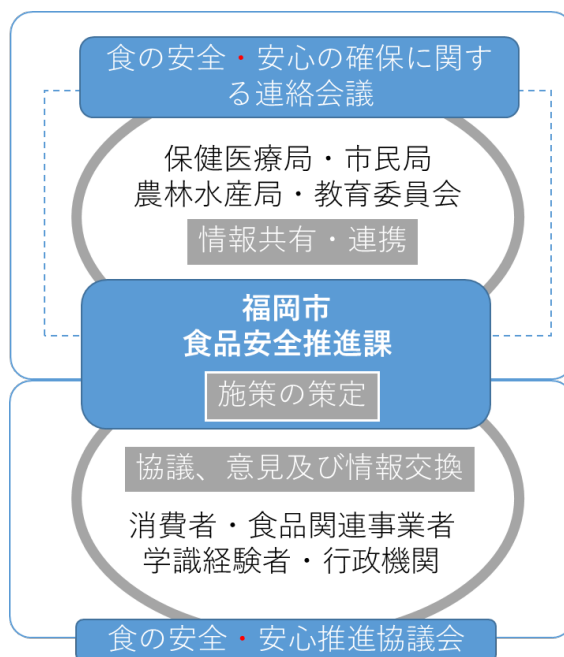 食の安全・安心の確保に関す
る連絡会議
保健医療局・市民局
農林水産局・教育委員会
情報共有・連携
福岡市
食品安全推進課
施策の策定
協議、意見及び情報交換
消費者・食品関連事業者
学識経験者・行政機関
食の安全・安心推進協議会